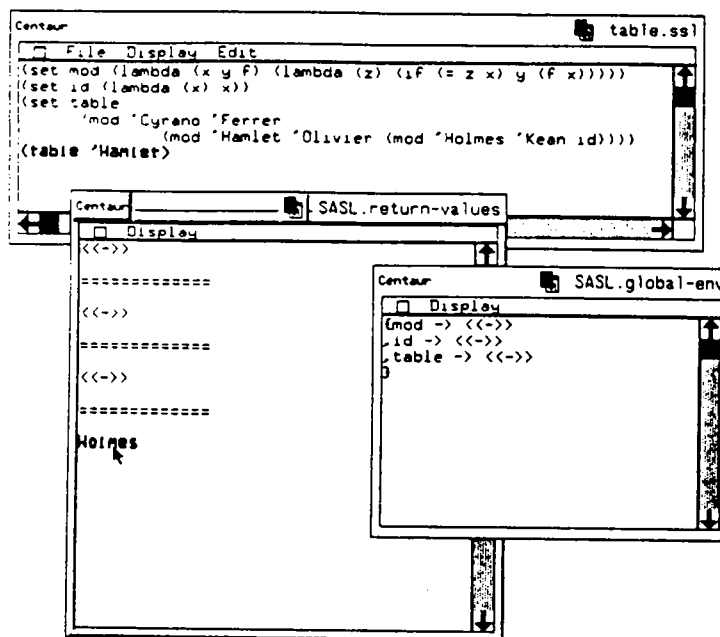 Centaur table.ssl
File Display Edit
(set mod (lambda (x y f) (lambda (z) (if (= z x) y (f x)))))
(set id (lambda (x) x))
(set table
'mod 'Cyrano 'Ferrer
(mod 'Hamlet 'Olivier (mod 'Holmes 'Kean id))))
(table 'Hamlet)
Centaur SASL.return-values
Display
<<->>
=============
<<->>
=============
<<->>
=============
Holmes
Centaur SASL.global-env
Display
{mod -> <<->>
,id -> <<->>
,table -> <<->>
}